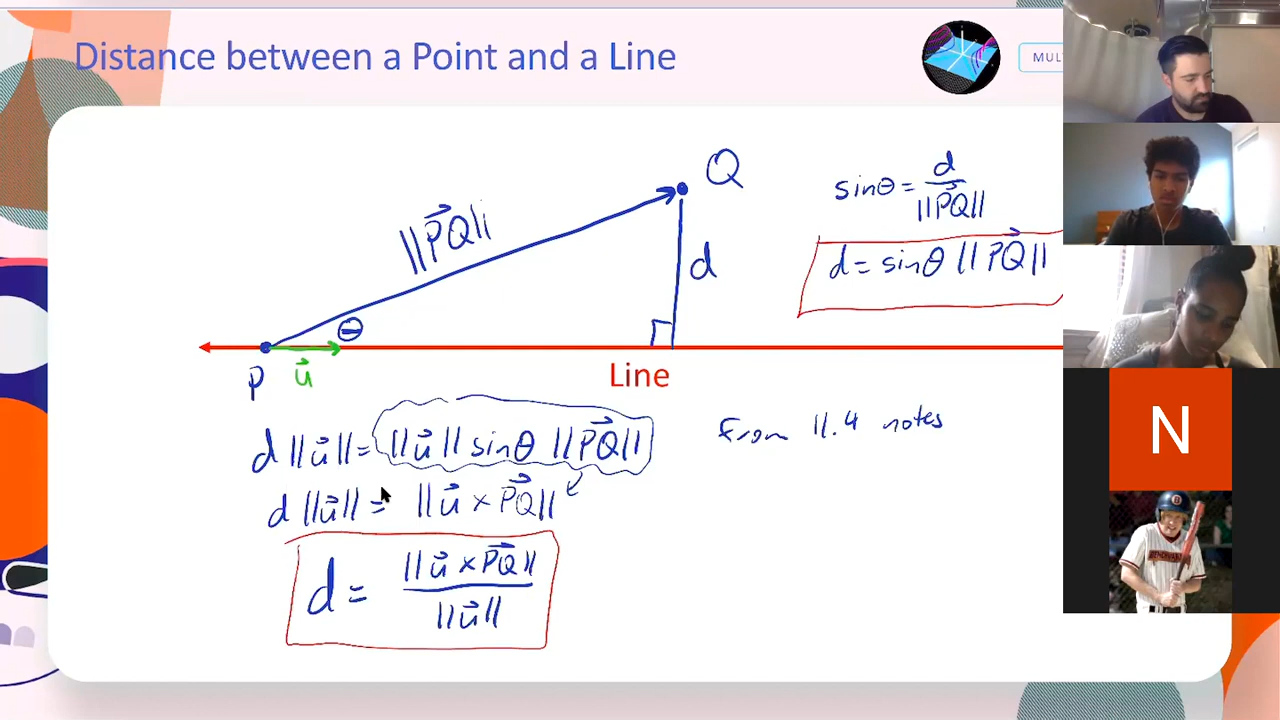 Distance between a Point and a Line
MUL
Q
sinθ = d / ||PQ⃗||
||PQ⃗||
d
d = sinθ ||PQ⃗||
θ
P
u⃗
Line
d ||u⃗|| = ||u⃗|| sinθ ||PQ⃗||
From 11.4 notes
d ||u⃗|| = ||u⃗ × PQ⃗||
d = ||u⃗ × PQ⃗|| / ||u⃗||
N